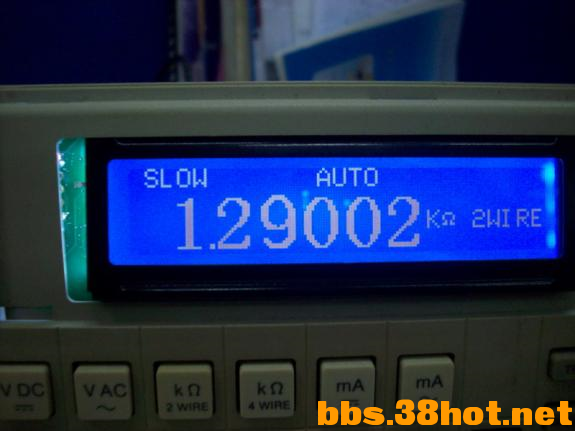 SLOW AUTO
1.29002 KΩ 2WIRE
V DC V AC kΩ kΩ mA mA
2 WIRE 4 WIRE
bbs.38hot.net